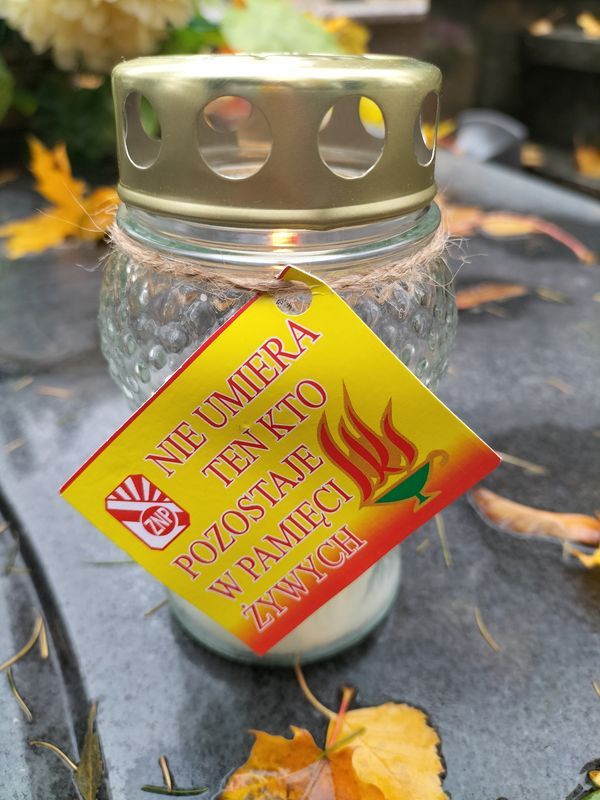 NIE UMIERA
TEN KTO
POZOSTAJE
W PAMIĘCI
ŻYWYCH
ZNP